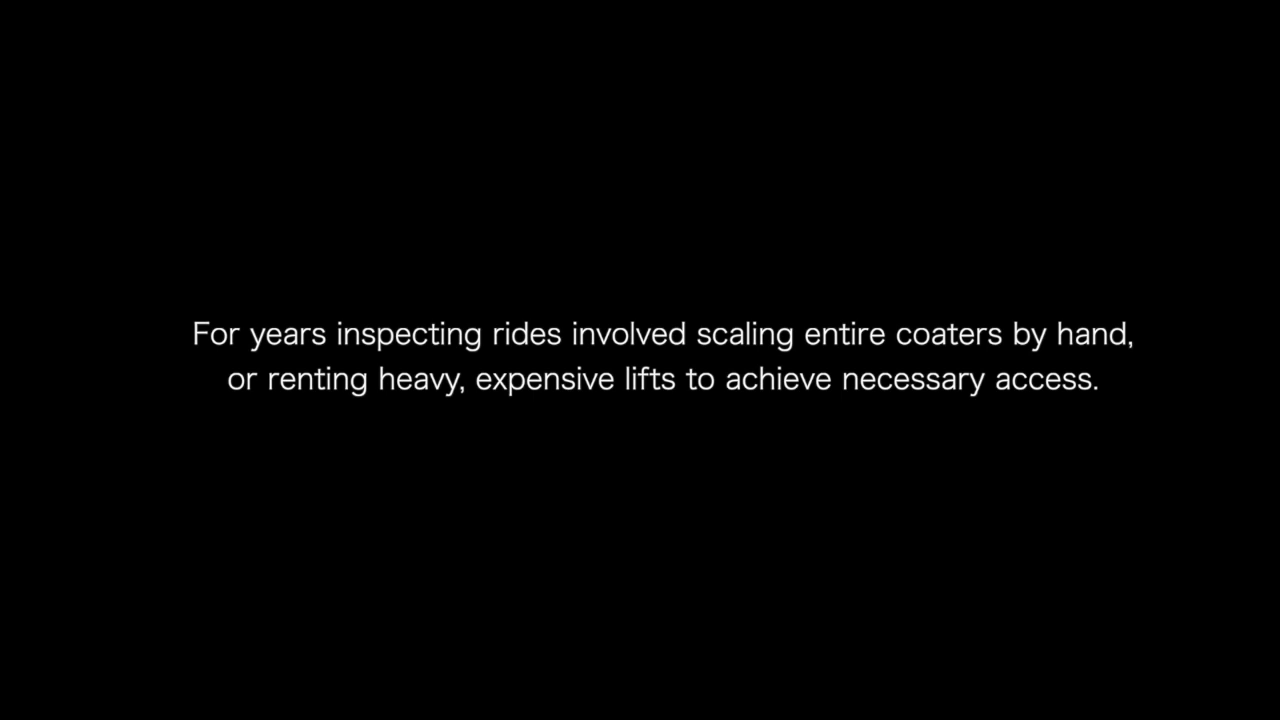 For years inspecting rides involved scaling entire coaters by hand,
or renting heavy, expensive lifts to achieve necessary access.